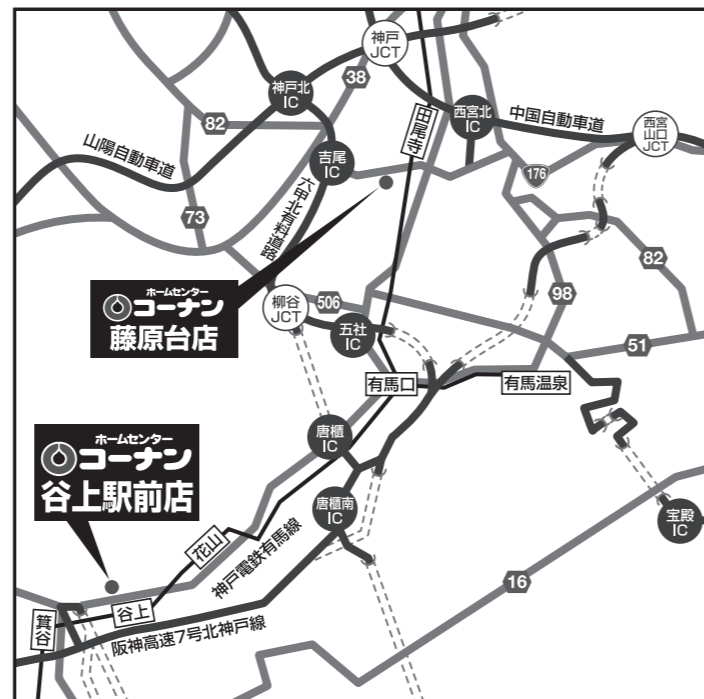 神戸
JCT
神戸北
IC
38
田尾寺
西宮北
IC
中国自動車道
西宮
山口
JCT
82
山陽自動車道
吉尾
IC
176
六甲北有料道路
73
82
ホームセンター
コーナン
藤原台店
柳谷
JCT
506
五社
IC
98
51
有馬口
有馬温泉
ホームセンター
コーナン
谷上駅前店
唐櫃
IC
唐櫃南
IC
宝殿
IC
花山
神戸電鉄有馬線
16
箕谷
谷上
阪神高速7号北神戸線